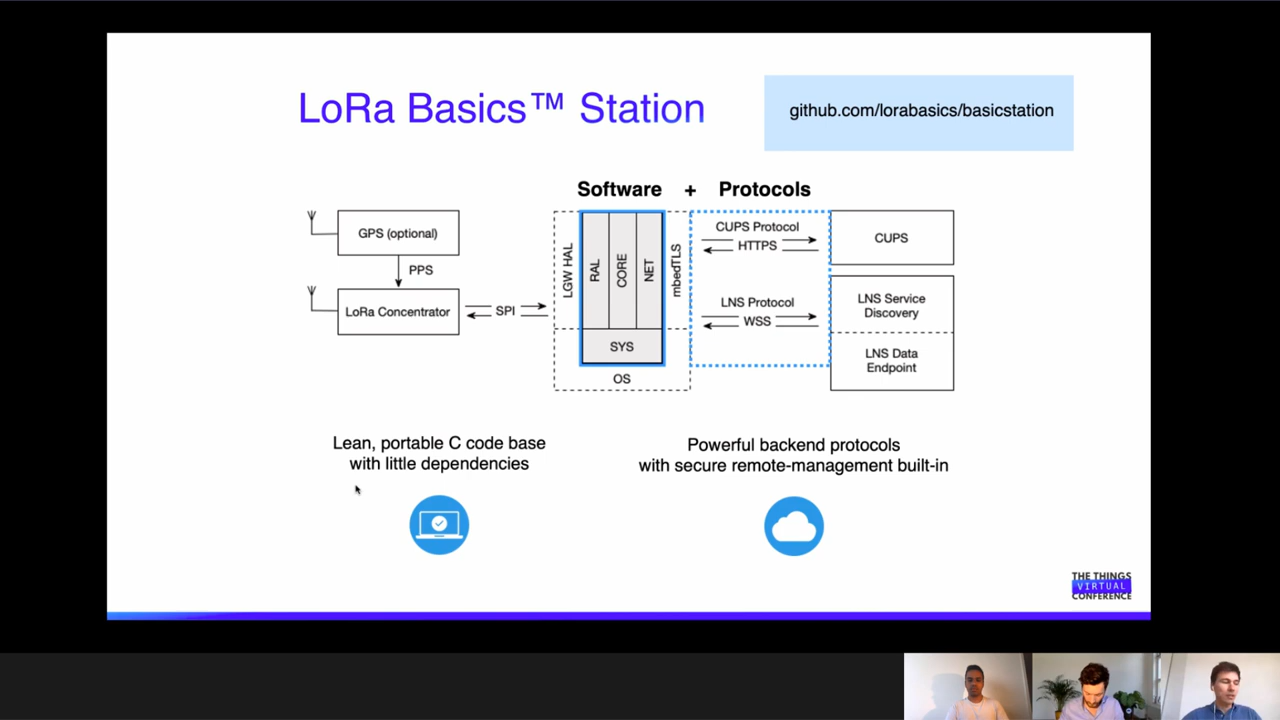 LoRa Basics™ Station
github.com/lorabasics/basicstation
Software + Protocols
GPS (optional)
PPS
LoRa Concentrator
SPI
LGW HAL
RAL
CORE
NET
mbedTLS
SYS
OS
CUPS Protocol
HTTPS
LNS Protocol
WSS
CUPS
LNS Service
Discovery
LNS Data
Endpoint
Lean, portable C code base
with little dependencies
Powerful backend protocols
with secure remote-management built-in
THE THINGS
VIRTUAL
CONFERENCE